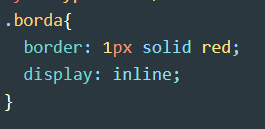 .borda{
border: 1px solid red;
display: inline;
}